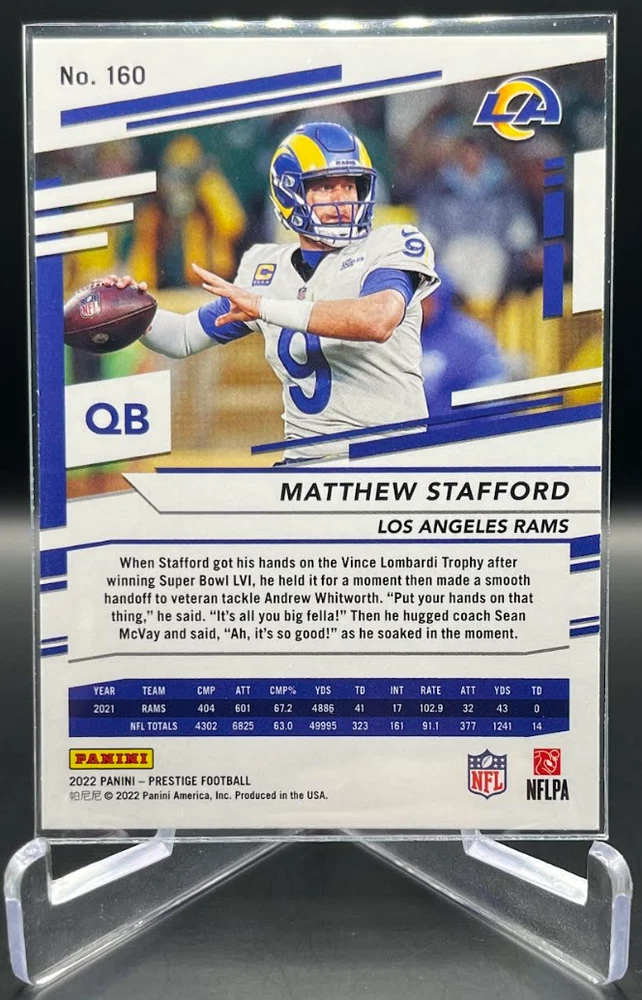 No. 160
LA
RAMS
9
C
NFL
9
QB
MATTHEW STAFFORD
LOS ANGELES RAMS
When Stafford got his hands on the Vince Lombardi Trophy after
winning Super Bowl LVI, he held it for a moment then made a smooth
handoff to veteran tackle Andrew Whitworth. “Put your hands on that
thing,” he said. “It’s all you big fella!” Then he hugged coach Sean
McVay and said, “Ah, it’s so good!” as he soaked in the moment.
YEAR TEAM CMP ATT CMP% YDS TD INT RATE ATT YDS TD
2021 RAMS 404 601 67.2 4886 41 17 102.9 32 43 0
NFL TOTALS 4302 6825 63.0 49995 323 161 91.1 377 1241 14
PANINI
2022 PANINI – PRESTIGE FOOTBALL
帕尼尼 © 2022 Panini America, Inc. Produced in the USA.
NFL
NFLPA